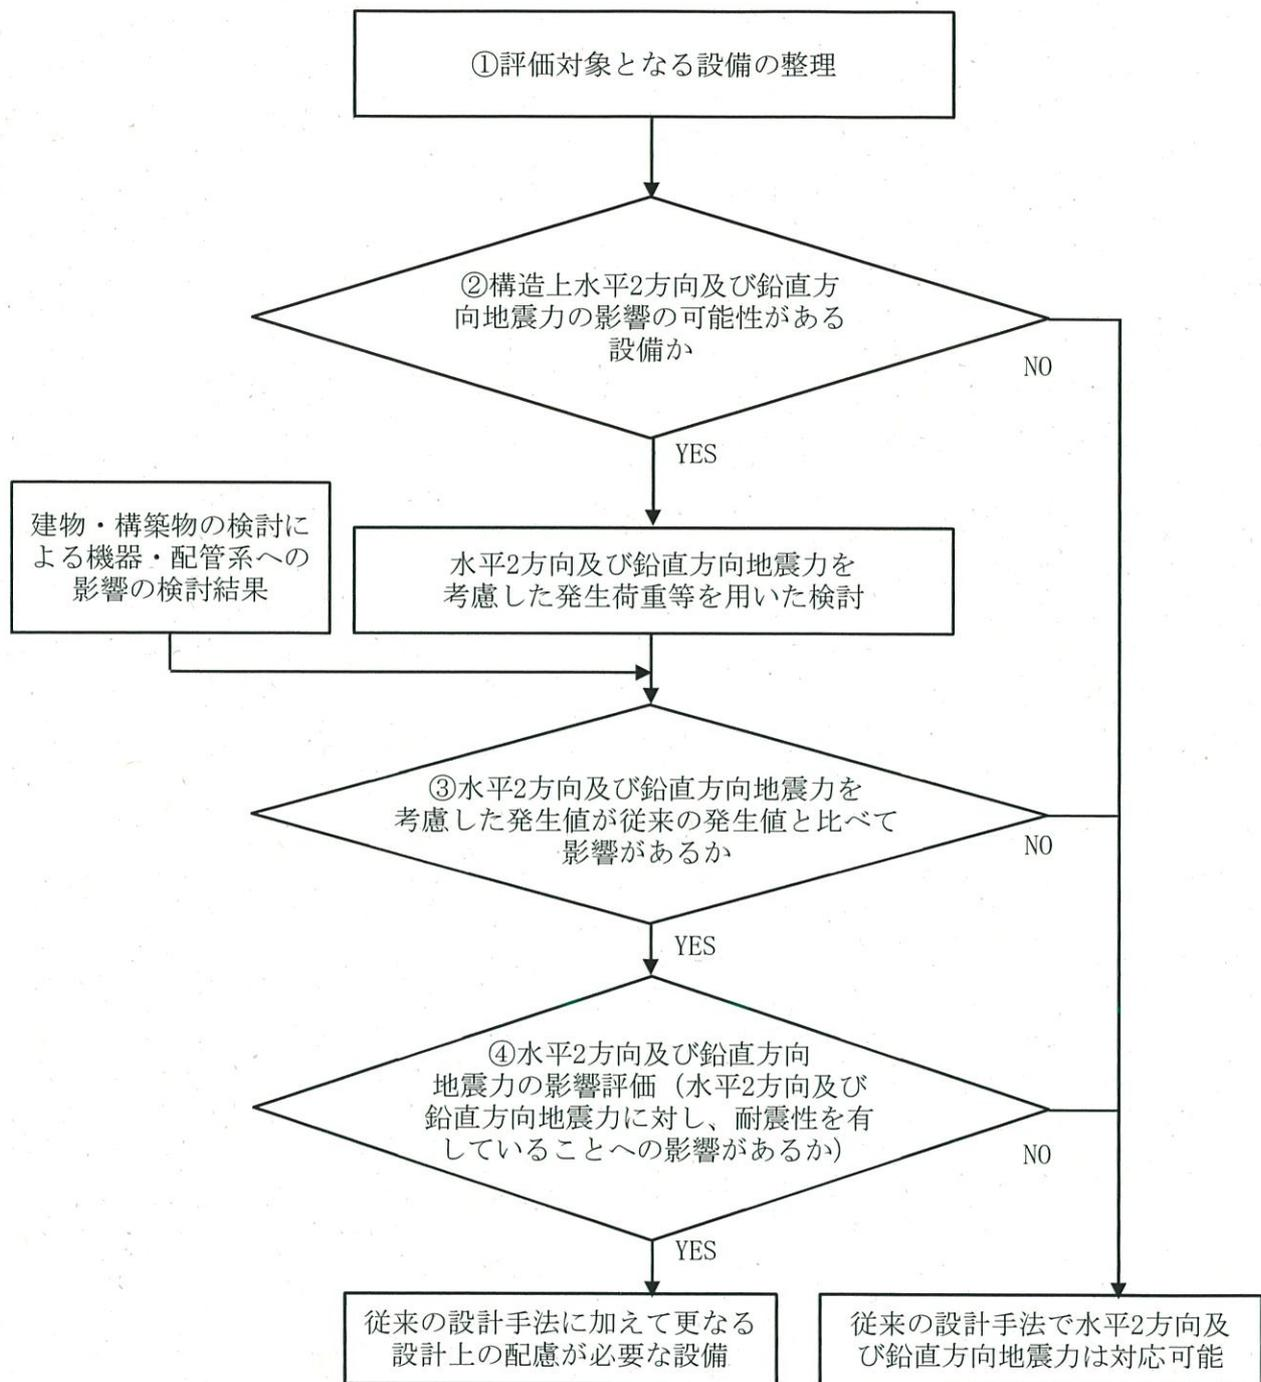 ①評価対象となる設備の整理
②構造上水平2方向及び鉛直方
向地震力の影響の可能性がある
設備か
NO
YES
建物・構築物の検討に
よる機器・配管系への
影響の検討結果
水平2方向及び鉛直方向地震力を
考慮した発生荷重等を用いた検討
③水平2方向及び鉛直方向地震力を
考慮した発生値が従来の発生値と比べて
影響があるか
NO
YES
④水平2方向及び鉛直方向
地震力の影響評価（水平2方向及び
鉛直方向地震力に対し、耐震性を有
していることへの影響があるか）
NO
YES
従来の設計手法に加えて更なる
設計上の配慮が必要な設備
従来の設計手法で水平2方向及
び鉛直方向地震力は対応可能